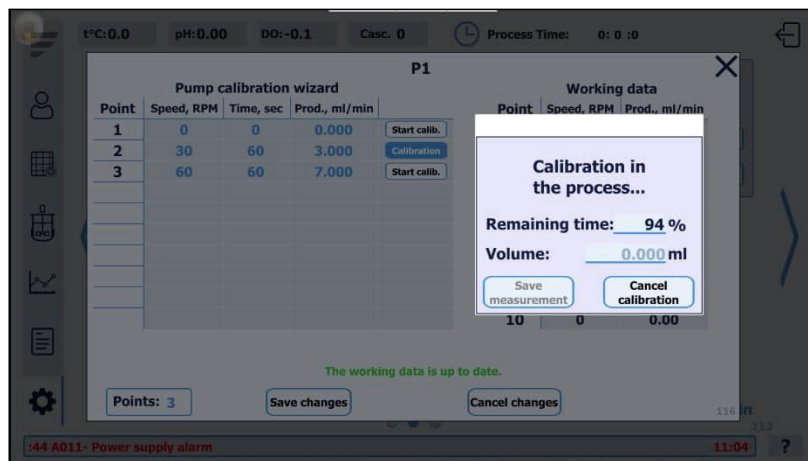 t°C:0.0 pH:0.00 DO:-0.1 Casc. 0 Process Time: 0: 0 :0
P1
Pump calibration wizard Working data
Point Speed, RPM Time, sec Prod., ml/min Point Speed, RPM Prod., ml/min
1 0 0 0.000 Start calib.
2 30 60 3.000 Calibration
3 60 60 7.000 Start calib.
Calibration in
the process...
Remaining time: 94 %
Volume: 0.000 ml
Save
measurement
Cancel
calibration
10 0 0.00
The working data is up to date.
Points: 3 Save changes Cancel changes
116 in
113
:44 A011- Power supply alarm 11:04 ?